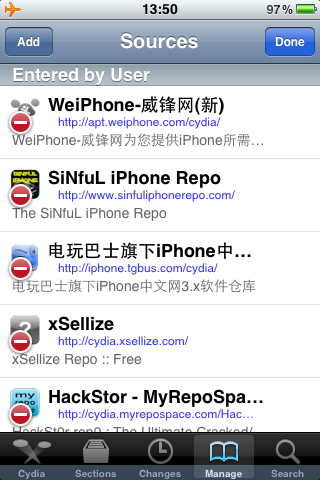 13:50
97%
Add
Sources
Done
Entered by User
WeiPhone-威锋网(新)
http://apt.weiphone.com/cydia/
WeiPhone-威锋网为您提供iPhone所需…
SiNfuL iPhone Repo
http://www.sinfuliphonerepo.com/
The SiNfuL iPhone Repo
电玩巴士旗下iPhone中…
http://iphone.tgbus.com/cydia/
电玩巴士旗下iPhone中文网3.x软件仓库
xSellize
http://cydia.xsellize.com/
xSellize Repo :: Free
my repo
HackStor - MyRepoSpa…
http://cydia.myrepospace.com/Hac…
HackSt0r rep0 : The Ultimate Cracked/
Cydia
Sections
Changes
Manage
Search